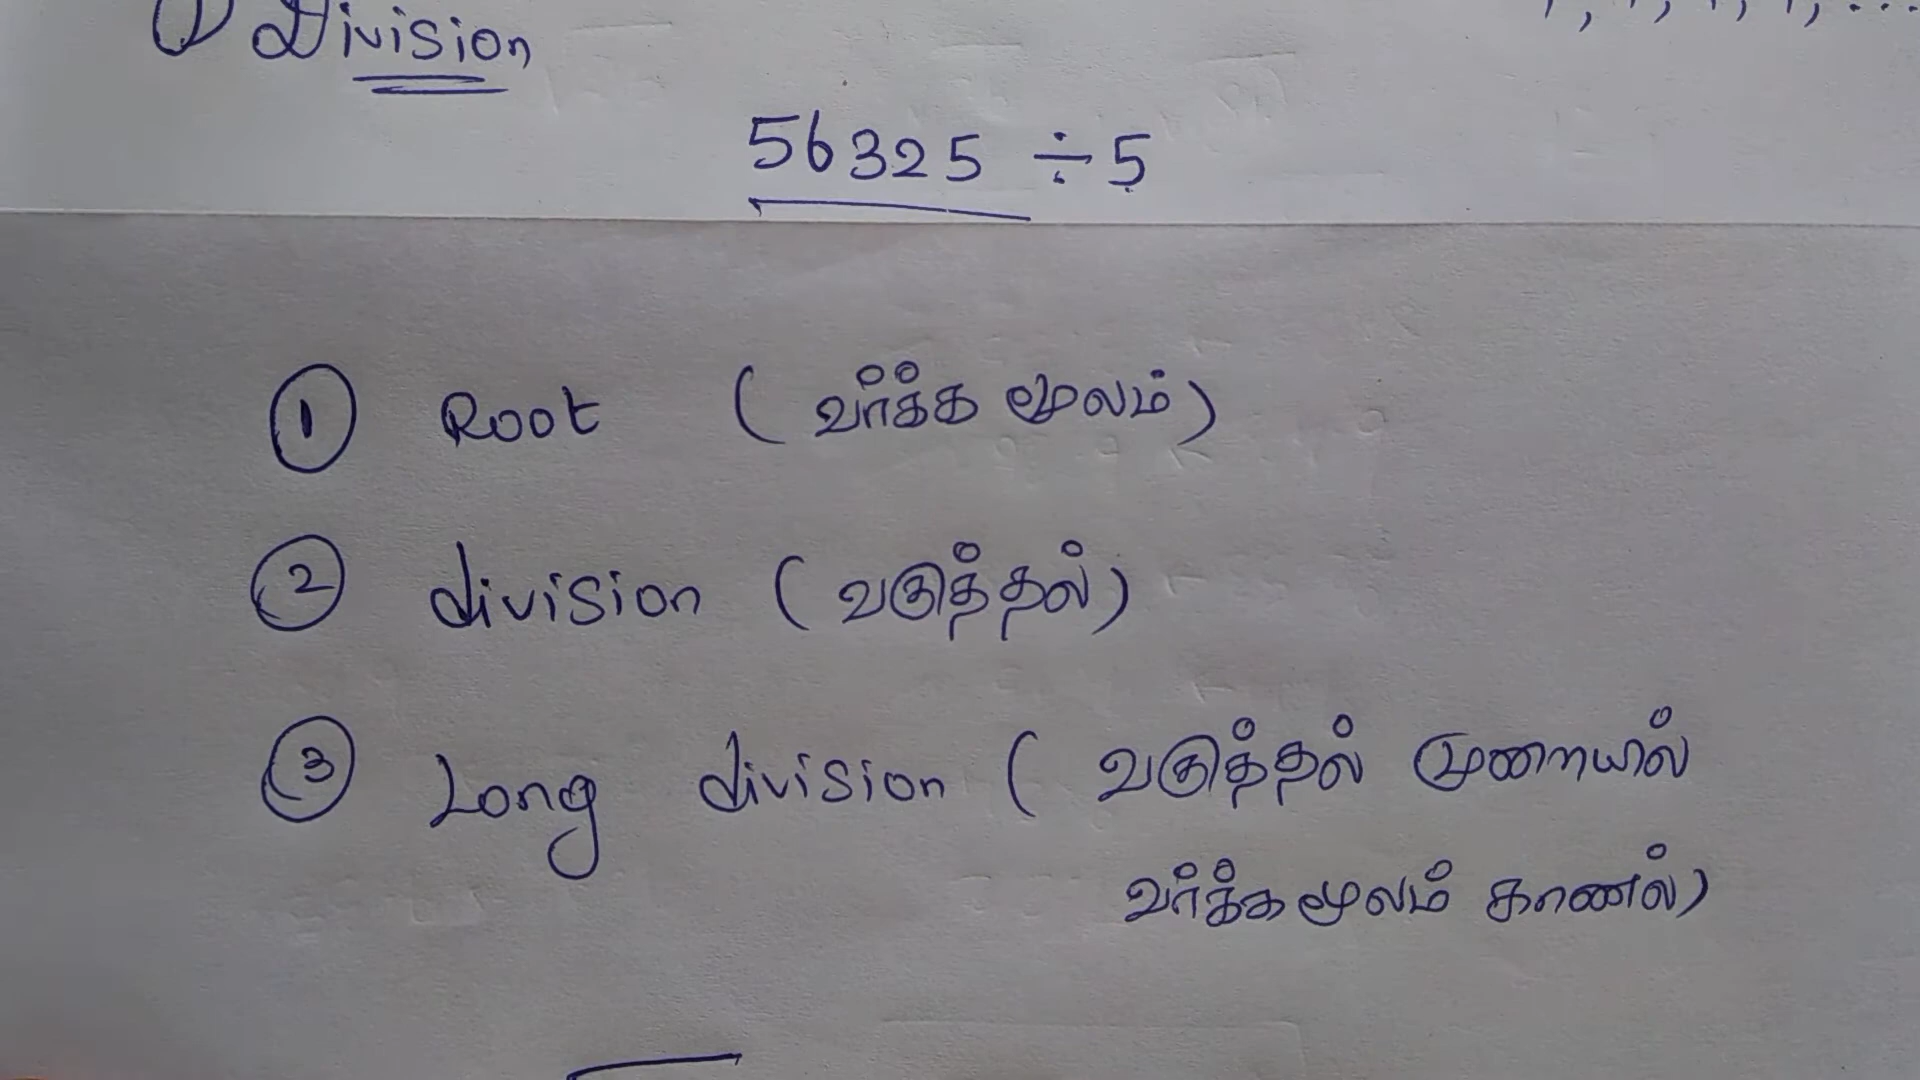 ① Division
56325 ÷ 5
① Root (வர்க்க மூலம்)
② division (வகுத்தல்)
③ Long division (வகுத்தல் முறையில்
வர்க்க மூலம் காணல்)